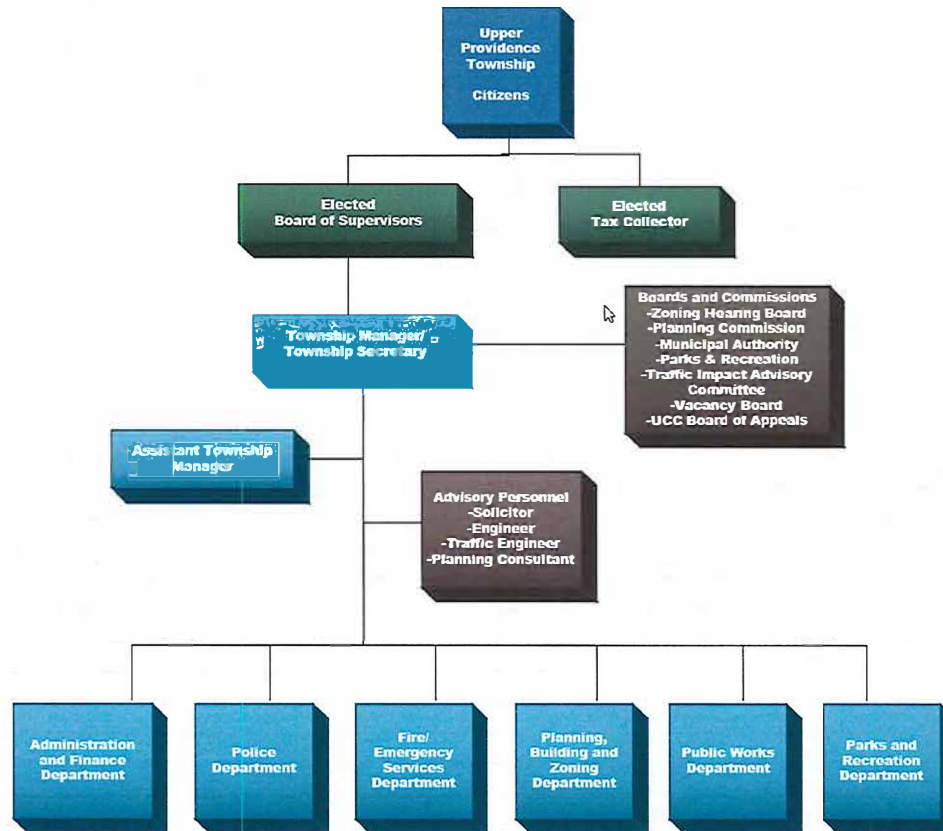 Upper
Providence
Township
Citizens
Elected
Board of Supervisors
Elected
Tax Collector
Township Manager/
Township Secretary
Boards and Commissions
-Zoning Hearing Board
-Planning Commission
-Municipal Authority
-Parks & Recreation
-Traffic Impact Advisory
Committee
-Vacancy Board
-UCC Board of Appeals
Assistant Township
Manager
Advisory Personnel
-Solicitor
-Engineer
-Traffic Engineer
-Planning Consultant
Administration
and Finance
Department
Police
Department
Fire/
Emergency
Services
Department
Planning,
Building and
Zoning
Department
Public Works
Department
Parks and
Recreation
Department